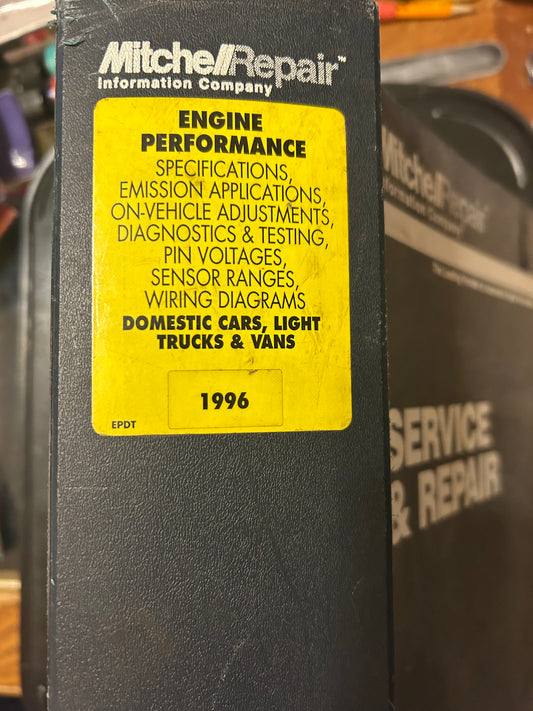 MitchellRepair™
Information Company
ENGINE
PERFORMANCE
SPECIFICATIONS,
EMISSION APPLICATIONS,
ON-VEHICLE ADJUSTMENTS,
DIAGNOSTICS & TESTING,
PIN VOLTAGES,
SENSOR RANGES,
WIRING DIAGRAMS
DOMESTIC CARS, LIGHT
TRUCKS & VANS
1996
EPDT
MitchellRepair
Information Company
SERVICE
& REPAIR